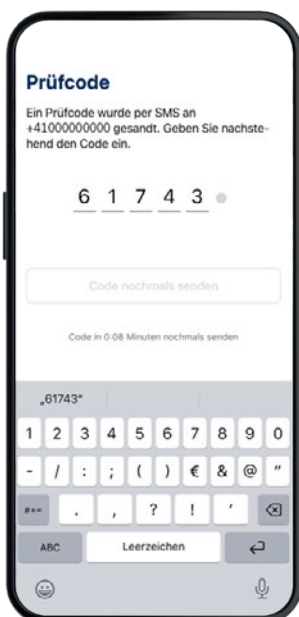 Prüfcode
Ein Prüfcode wurde per SMS an
+41000000000 gesandt. Geben Sie nachste-
hend den Code ein.
6 1 7 4 3
Code nochmals senden
Code in 0:08 Minuten nochmals senden
„61743“
1 2 3 4 5 6 7 8 9 0
- / : ; ( ) € & @ "
#+= . , ? ! '
ABC Leerzeichen